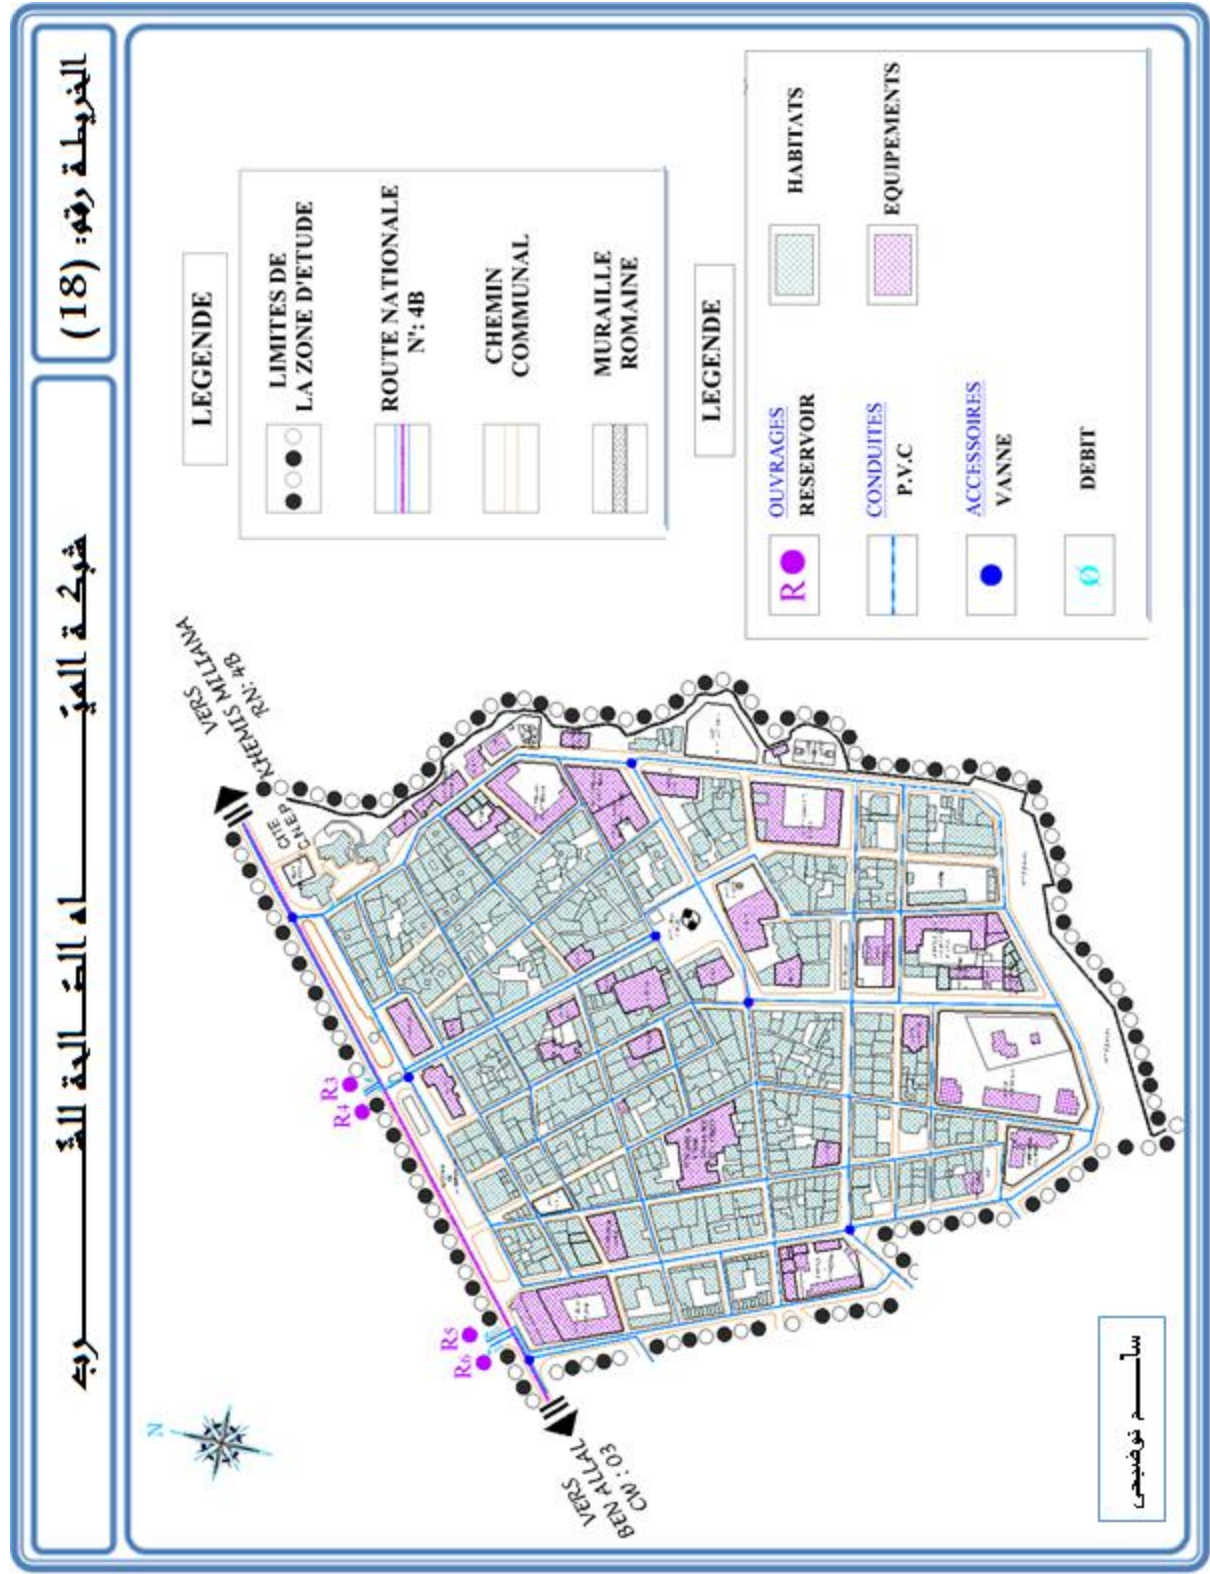 الخريطة رقم: (18)
شبكة المياه الصالحة للشرب
LEGENDE
LIMITES DE
LA ZONE D'ETUDE
ROUTE NATIONALE
N°: 4B
CHEMIN
COMMUNAL
MURAILLE
ROMAINE
LEGENDE
OUVRAGES
R
RESERVOIR
CONDUITES
P.V.C
ACCESSOIRES
VANNE
Ø
DEBIT
HABITATS
EQUIPEMENTS
N
VERS
KHEMIS MILIANA
RN: 4B
CITE
C.N.E.P
R3
R4
R5
R6
VERS
BEN ALLAL
CW : 03
سلم توضيحي